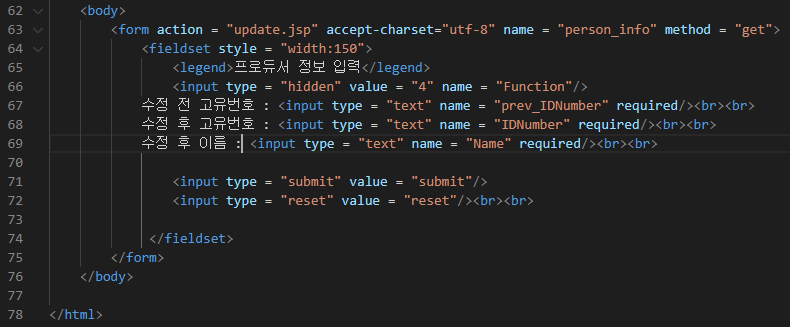 62 <body>
63 <form action = "update.jsp" accept-charset="utf-8" name = "person_info" method = "get">
64 <fieldset style = "width:150">
65 <legend>프로듀서 정보 입력</legend>
66 <input type = "hidden" value = "4" name = "Function"/>
67 수정 전 고유번호 : <input type = "text" name = "prev_IDNumber" required/><br><br>
68 수정 후 고유번호 : <input type = "text" name = "IDNumber" required/><br><br>
69 수정 후 이름 : <input type = "text" name = "Name" required/><br><br>
70
71 <input type = "submit" value = "submit"/>
72 <input type = "reset" value = "reset"/><br><br>
73
74 </fieldset>
75 </form>
76 </body>
77
78 </html>